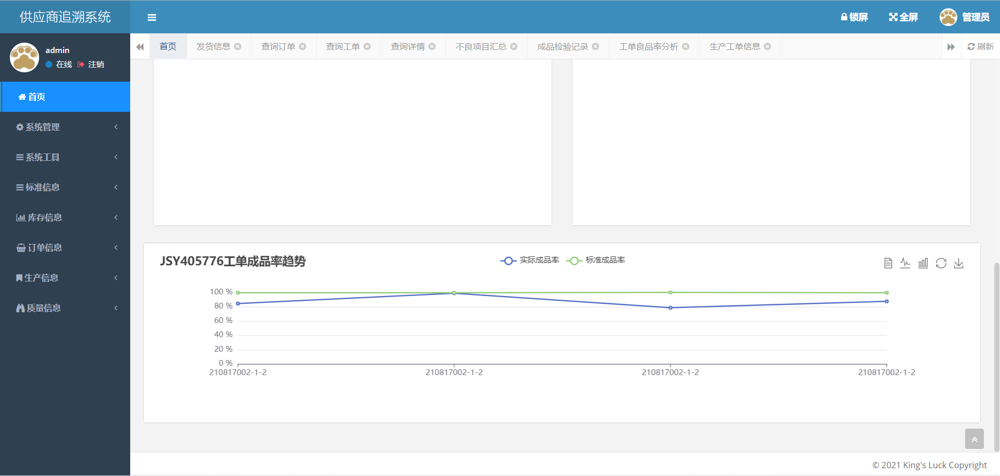 供应商追溯系统
锁屏 全屏 管理员
admin
在线 注销
首页 发货信息 查询订单 查询工单 查询详情 不良项目汇总 成品检验记录 工单良品率分析 生产工单信息 刷新
首页
系统管理
系统工具
标准信息
库存信息
订单信息
生产信息
质量信息
JSY405776工单成品率趋势
实际成品率 标准成品率
100 %
80 %
60 %
40 %
20 %
0 %
210817002-1-2 210817002-1-2 210817002-1-2 210817002-1-2
© 2021 King's Luck Copyright